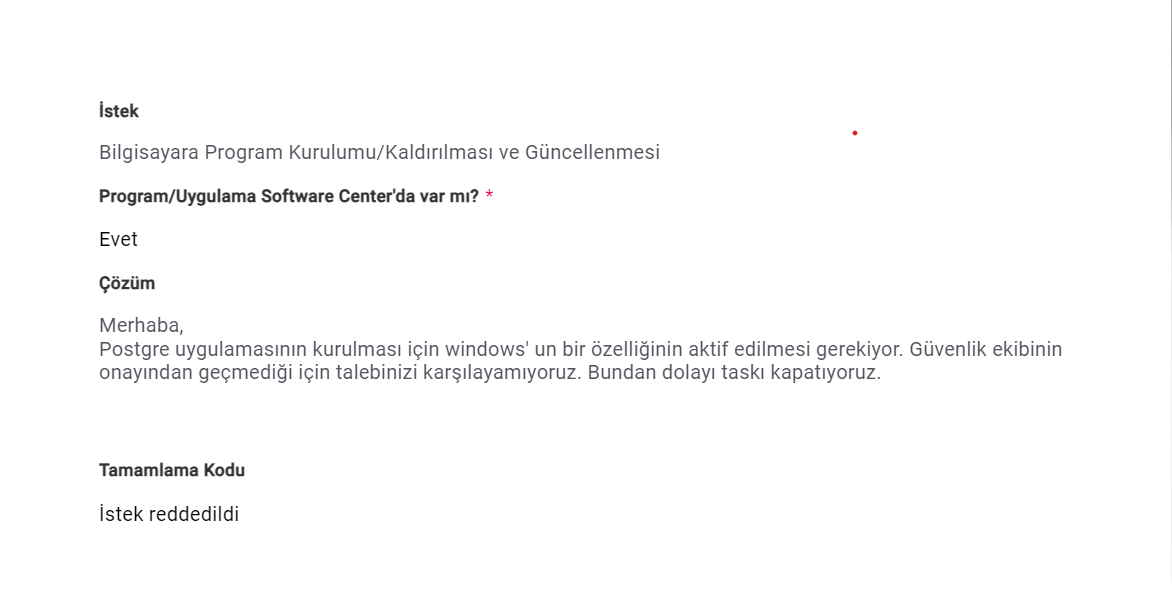 İstek
Bilgisayara Program Kurulumu/Kaldırılması ve Güncellenmesi
Program/Uygulama Software Center'da var mı? *
Evet
Çözüm
Merhaba,
Postgre uygulamasının kurulması için windows' un bir özelliğinin aktif edilmesi gerekiyor. Güvenlik ekibinin
onayından geçmediği için talebinizi karşılayamıyoruz. Bundan dolayı taskı kapatıyoruz.
Tamamlama Kodu
İstek reddedildi